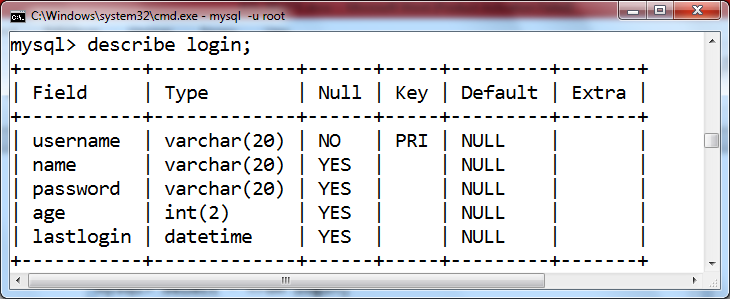 C:\Windows\system32\cmd.exe - mysql  -u root
mysql> describe login;
+-----------+-------------+------+-----+---------+-------+
| Field     | Type        | Null | Key | Default | Extra |
+-----------+-------------+------+-----+---------+-------+
| username  | varchar(20) | NO   | PRI | NULL    |       |
| name      | varchar(20) | YES  |     | NULL    |       |
| password  | varchar(20) | YES  |     | NULL    |       |
| age       | int(2)      | YES  |     | NULL    |       |
| lastlogin | datetime    | YES  |     | NULL    |       |
+-----------+-------------+------+-----+---------+-------+